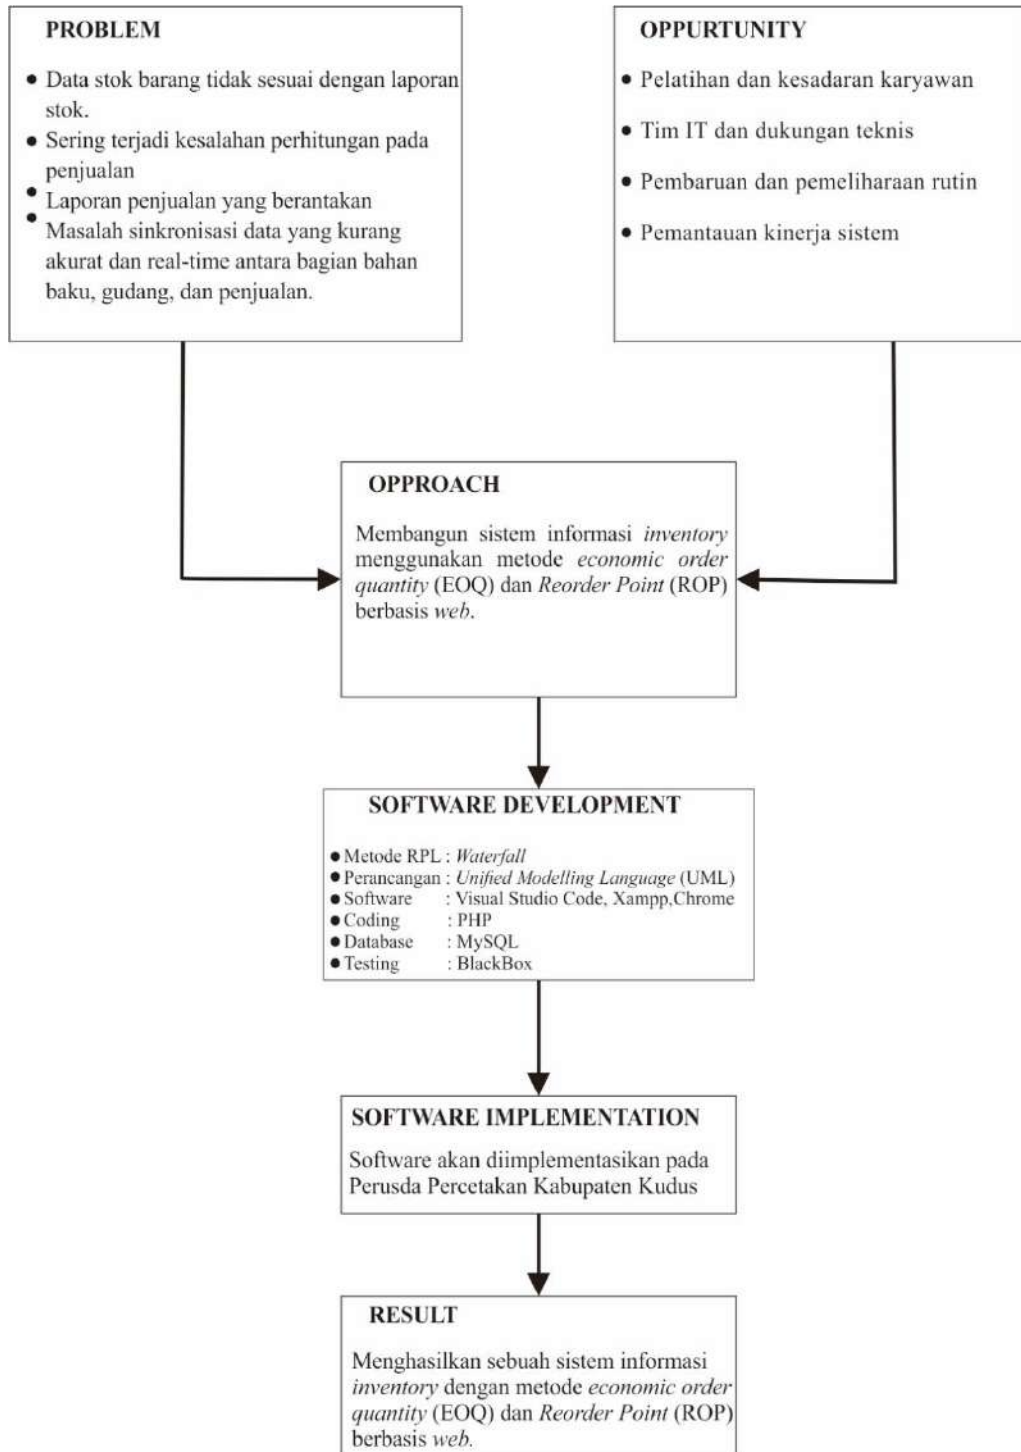 PROBLEM
● Data stok barang tidak sesuai dengan laporan
stok.
● Sering terjadi kesalahan perhitungan pada
penjualan
● Laporan penjualan yang berantakan
● Masalah sinkronisasi data yang kurang
akurat dan real-time antara bagian bahan
baku, gudang, dan penjualan.
OPPURTUNITY
● Pelatihan dan kesadaran karyawan
● Tim IT dan dukungan teknis
● Pembaruan dan pemeliharaan rutin
● Pemantauan kinerja sistem
OPPROACH
Membangun sistem informasi inventory
menggunakan metode economic order
quantity (EOQ) dan Reorder Point (ROP)
berbasis web.
SOFTWARE DEVELOPMENT
● Metode RPL : Waterfall
● Perancangan : Unified Modelling Language (UML)
● Software : Visual Studio Code, Xampp,Chrome
● Coding : PHP
● Database : MySQL
● Testing : BlackBox
SOFTWARE IMPLEMENTATION
Software akan diimplementasikan pada
Perusda Percetakan Kabupaten Kudus
RESULT
Menghasilkan sebuah sistem informasi
inventory dengan metode economic order
quantity (EOQ) dan Reorder Point (ROP)
berbasis web.